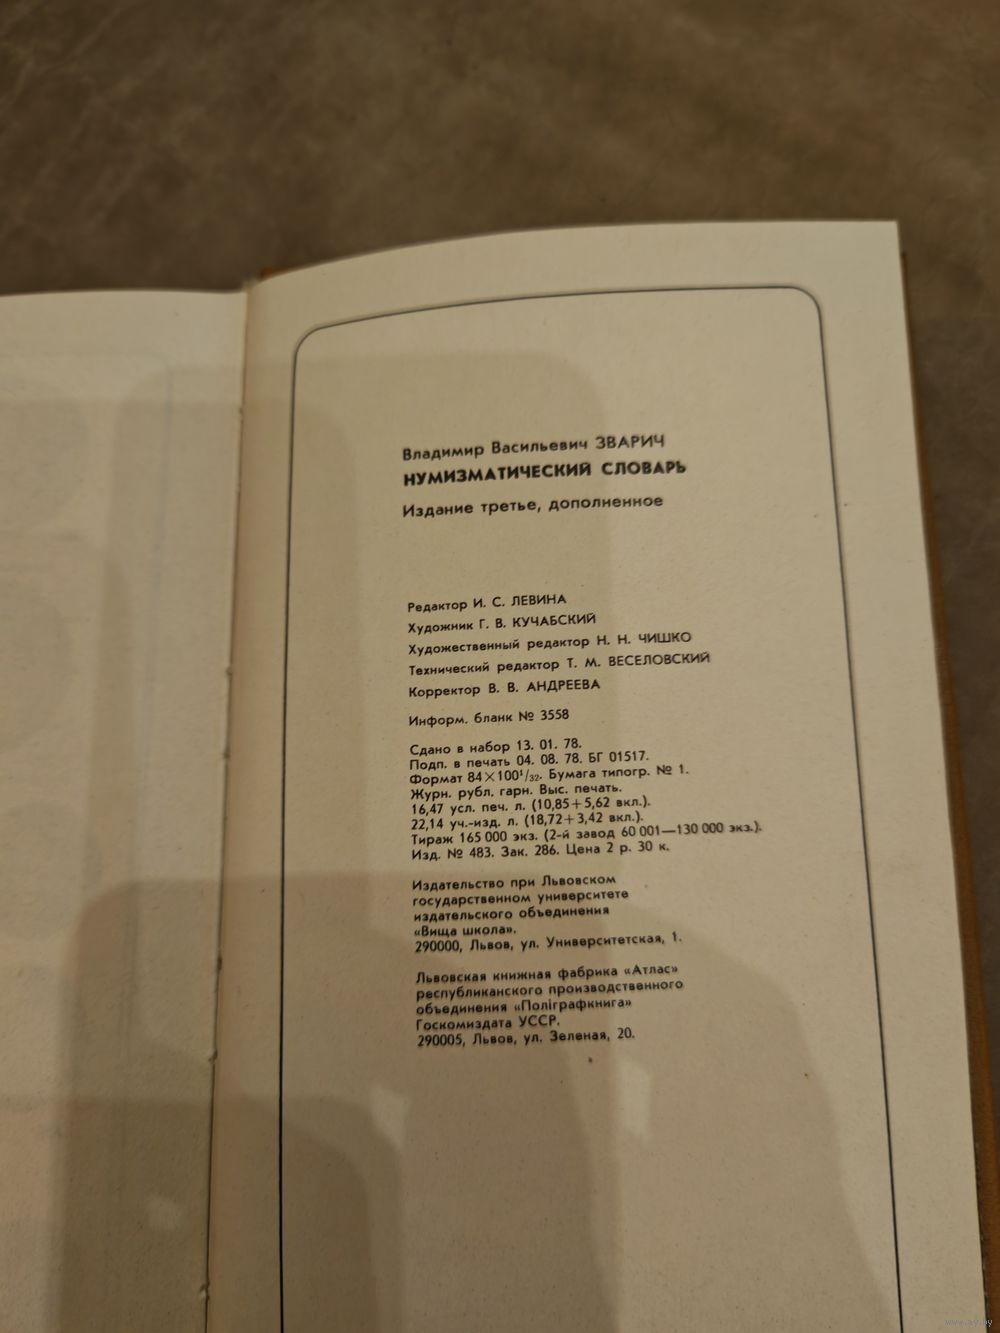 Владимир Васильевич ЗВАРИЧ
НУМИЗМАТИЧЕСКИЙ СЛОВАРЬ
Издание третье, дополненное
Редактор И. С. ЛЕВИНА
Художник Г. В. КУЧАБСКИЙ
Художественный редактор Н. Н. ЧИШКО
Технический редактор Т. М. ВЕСЕЛОВСКИЙ
Корректор В. В. АНДРЕЕВА
Информ. бланк № 3558
Сдано в набор 13. 01. 78.
Подп. в печать 04. 08. 78. БГ 01517.
Формат 84×100¹/₃₂. Бумага типогр. № 1.
Журн. рубл. гарн. Выс. печать.
16,47 усл. печ. л. (10,85+5,62 вкл.).
22,14 уч.-изд. л. (18,72+3,42 вкл.).
Тираж 165 000 экз. (2-й завод 60 001—130 000 экз.).
Изд. № 483. Зак. 286. Цена 2 р. 30 к.
Издательство при Львовском
государственном университете
издательского объединения
«Вища школа».
290000, Львов, ул. Университетская, 1.
Львовская книжная фабрика «Атлас»
республиканского производственного
объединения «Поліграфкнига»
Госкомиздата УССР.
290005, Львов, ул. Зеленая, 20.
www.ay.by